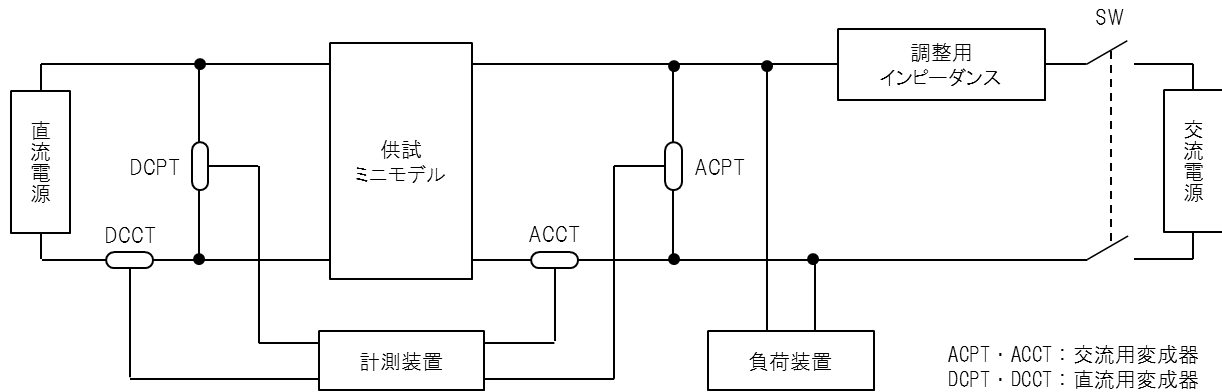 SW
調整用
インピーダンス
直流電源
DCPT
供試
ミニモデル
ACPT
交流電源
DCCT
ACCT
計測装置
負荷装置
ACPT・ACCT：交流用変成器
DCPT・DCCT：直流用変成器